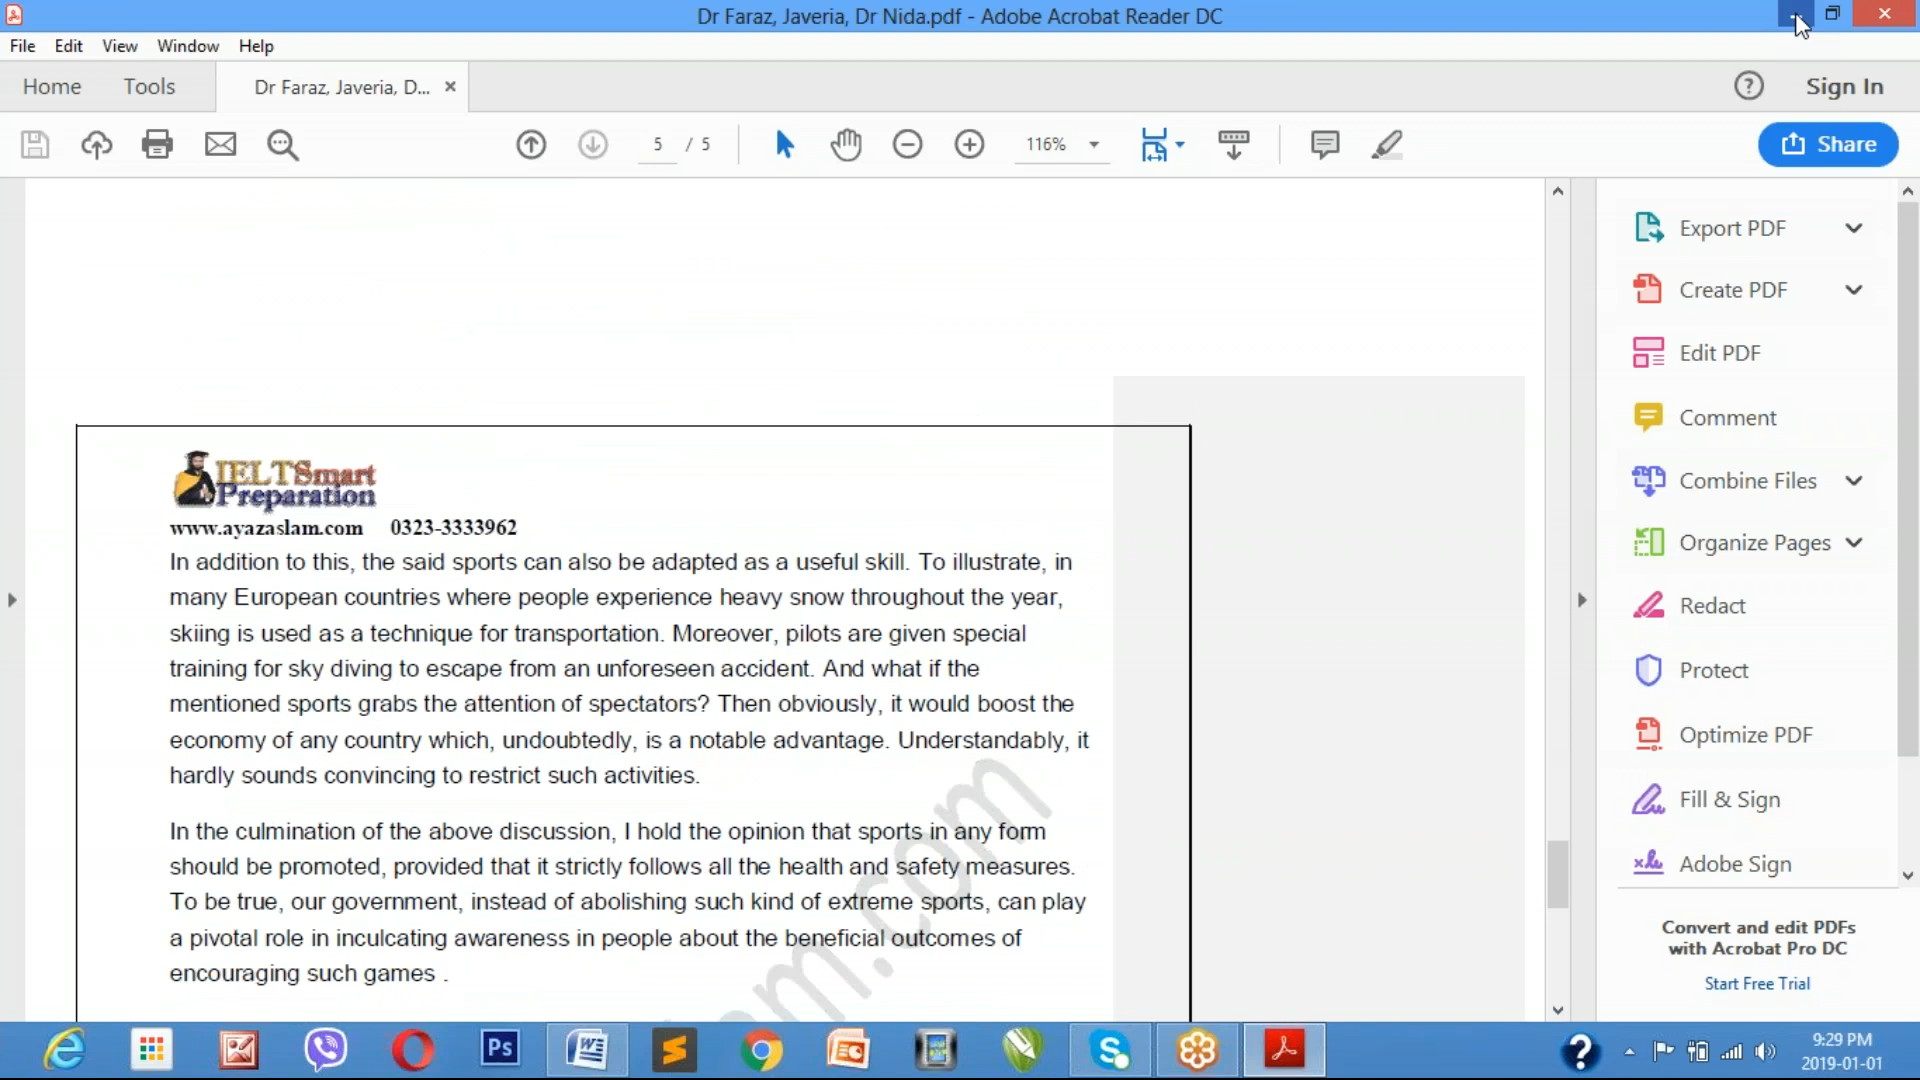 Dr Faraz, Javeria, Dr Nida.pdf - Adobe Acrobat Reader DC
File Edit View Window Help
Home Tools Dr Faraz, Javeria, D... Sign In
5 / 5 116% Share
Export PDF
Create PDF
Edit PDF
Comment
Combine Files
Organize Pages
Redact
Protect
Optimize PDF
Fill & Sign
Adobe Sign
Convert and edit PDFs
with Acrobat Pro DC
Start Free Trial
IELTSmart
Preparation
www.ayazaslam.com 0323-3333962
In addition to this, the said sports can also be adapted as a useful skill. To illustrate, in
many European countries where people experience heavy snow throughout the year,
skiing is used as a technique for transportation. Moreover, pilots are given special
training for sky diving to escape from an unforeseen accident. And what if the
mentioned sports grabs the attention of spectators? Then obviously, it would boost the
economy of any country which, undoubtedly, is a notable advantage. Understandably, it
hardly sounds convincing to restrict such activities.
In the culmination of the above discussion, I hold the opinion that sports in any form
should be promoted, provided that it strictly follows all the health and safety measures.
To be true, our government, instead of abolishing such kind of extreme sports, can play
a pivotal role in inculcating awareness in people about the beneficial outcomes of
encouraging such games .
am.com
Ps
9:29 PM
2019-01-01